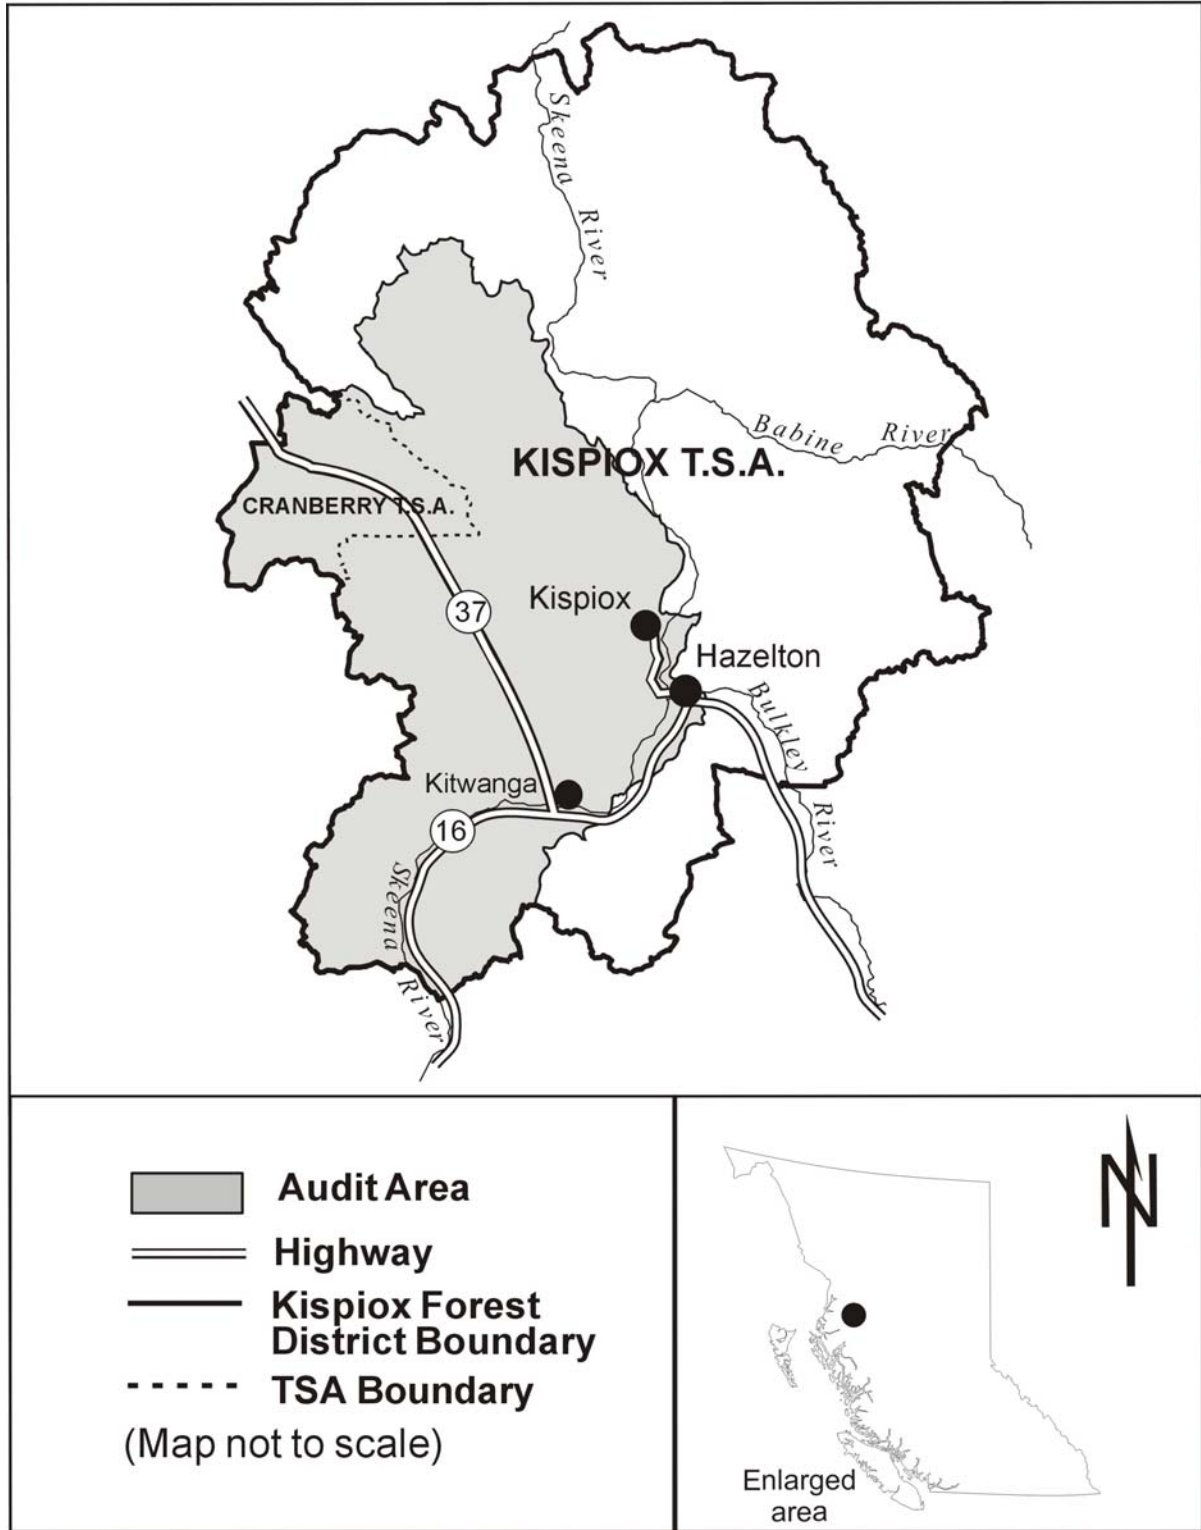 Skeena River
Babine River
KISPIOX T.S.A.
CRANBERRY T.S.A.
37
Kispiox
Hazelton
Bulkley River
Kitwanga
16
Skeena River
Audit Area
Highway
Kispiox Forest
District Boundary
TSA Boundary
(Map not to scale)
N
Enlarged
area